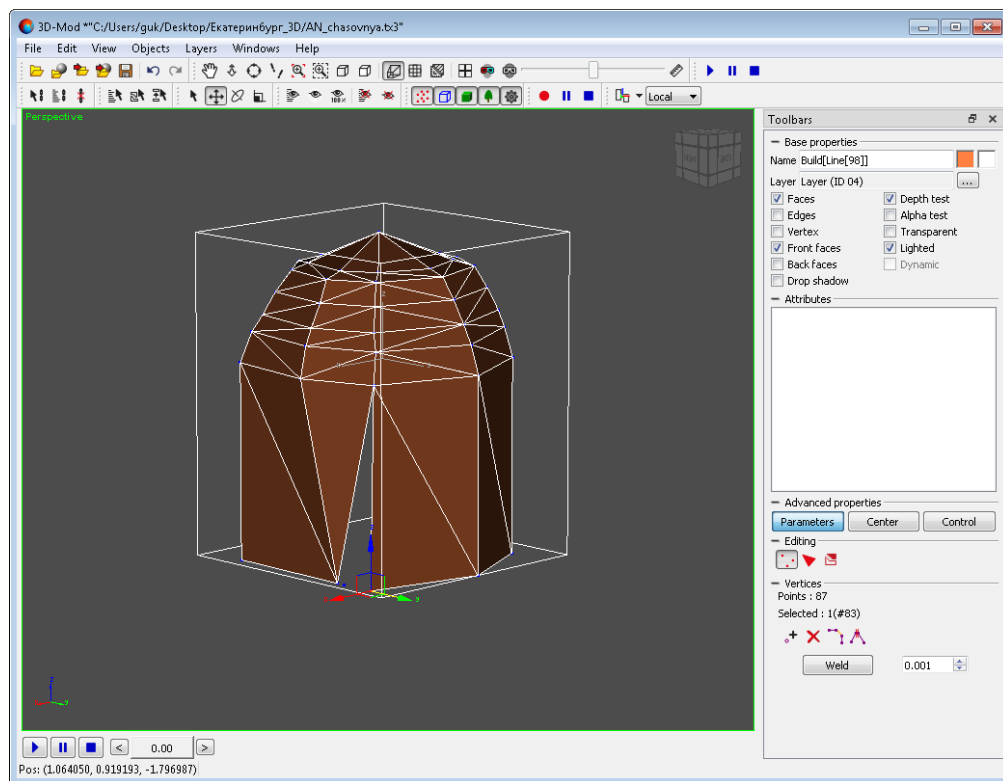 3D-Mod *"C:/Users/guk/Desktop/Екатеринбург_3D/AN_chasovnya.tx3"
File Edit View Objects Layers Windows Help
100%
Local
Perspective
Toolbars
Base properties
Name Build[Line[98]]
Layer Layer (ID 04) ...
Faces Depth test
Edges Alpha test
Vertex Transparent
Front faces Lighted
Back faces Dynamic
Drop shadow
Attributes
Advanced properties
Parameters Center Control
Editing
Vertices
Points : 87
Selected : 1(#83)
Weld 0.001
z
y
y
< 0.00 >
Pos: (1.064050, 0.919193, -1.796987)